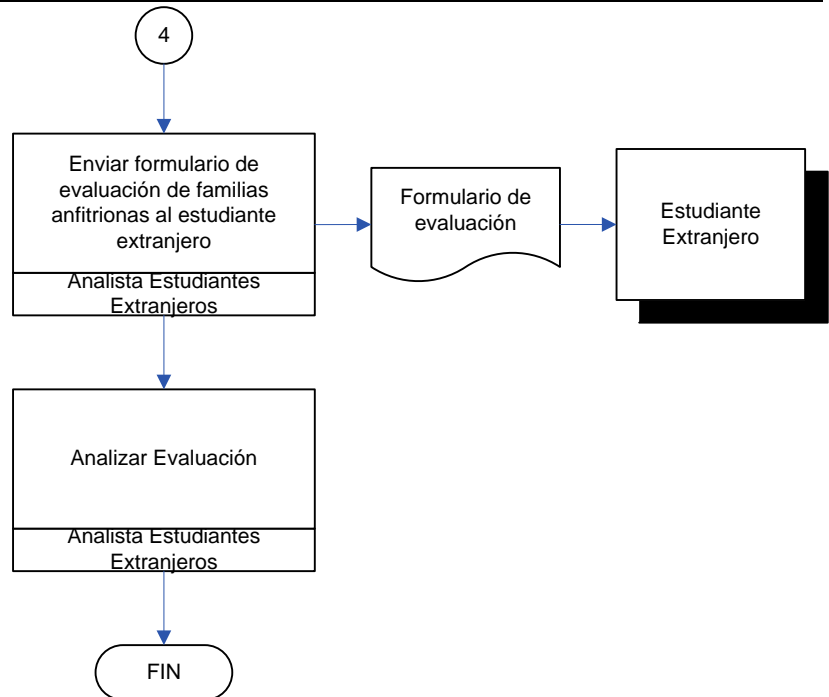 4
Enviar formulario de
evaluación de familias
anfitrionas al estudiante
extranjero
Analista Estudiantes
Extranjeros
Formulario de
evaluación
Estudiante
Extranjero
Analizar Evaluación
Analista Estudiantes
Extranjeros
FIN